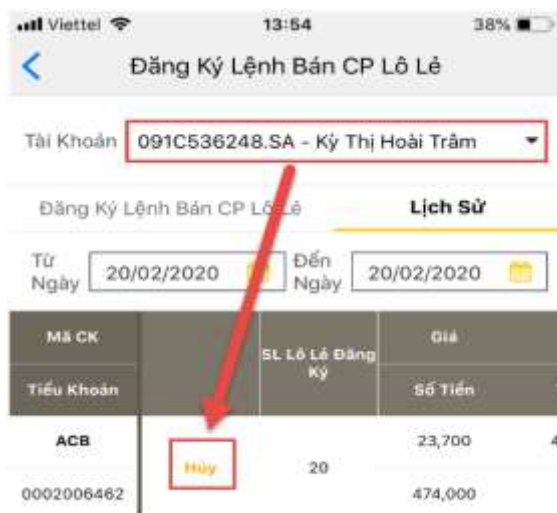 Viettel 13:54 38%
Đăng Ký Lệnh Bán CP Lô Lẻ
Tài Khoản 091C536248.SA - Kỳ Thị Hoài Trâm
Đăng Ký Lệnh Bán CP Lô Lẻ Lịch Sử
Từ Ngày 20/02/2020 Đến Ngày 20/02/2020
Mã CK SL Lô Lẻ Đăng Ký Giá
Tiểu Khoản Số Tiền
ACB Hủy 20 23,700 4
0002006462 474,000